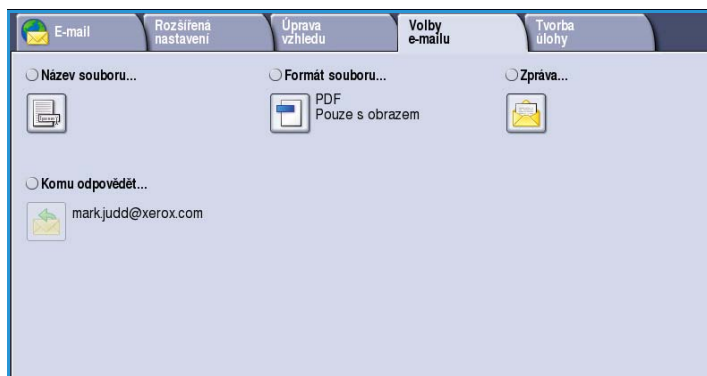 E-mail
Rozšířená
nastavení
Úprava
vzhledu
Volby
e-mailu
Tvorba
úlohy
Název souboru...
Formát souboru...
Zpráva...
PDF
Pouze s obrazem
Komu odpovědět...
mark.judd@xerox.com